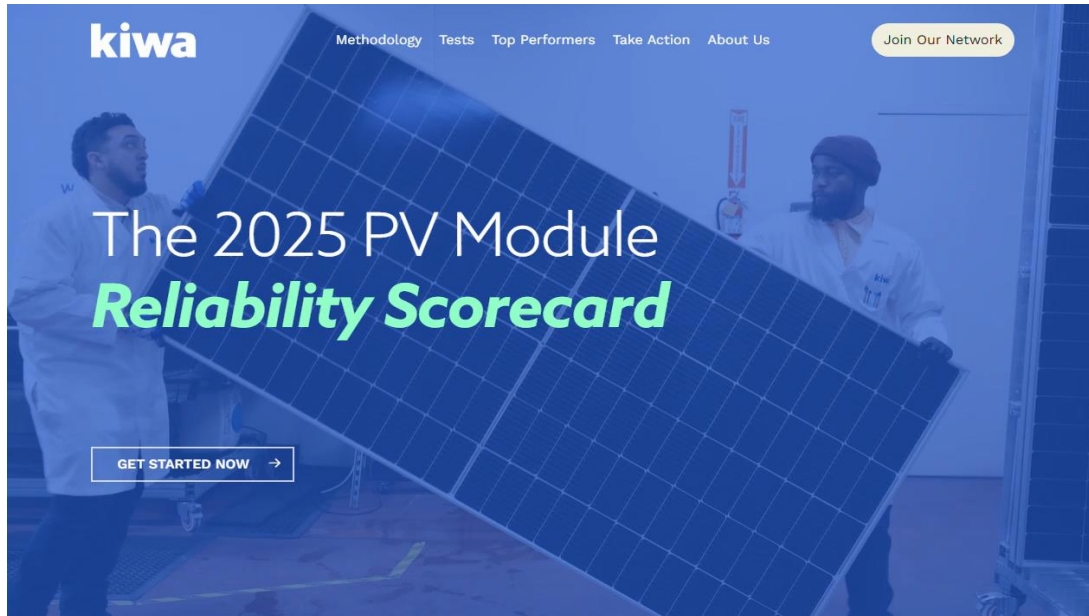 kiwa
Methodology Tests Top Performers Take Action About Us
Join Our Network
The 2025 PV Module
Reliability Scorecard
GET STARTED NOW →
kiwa